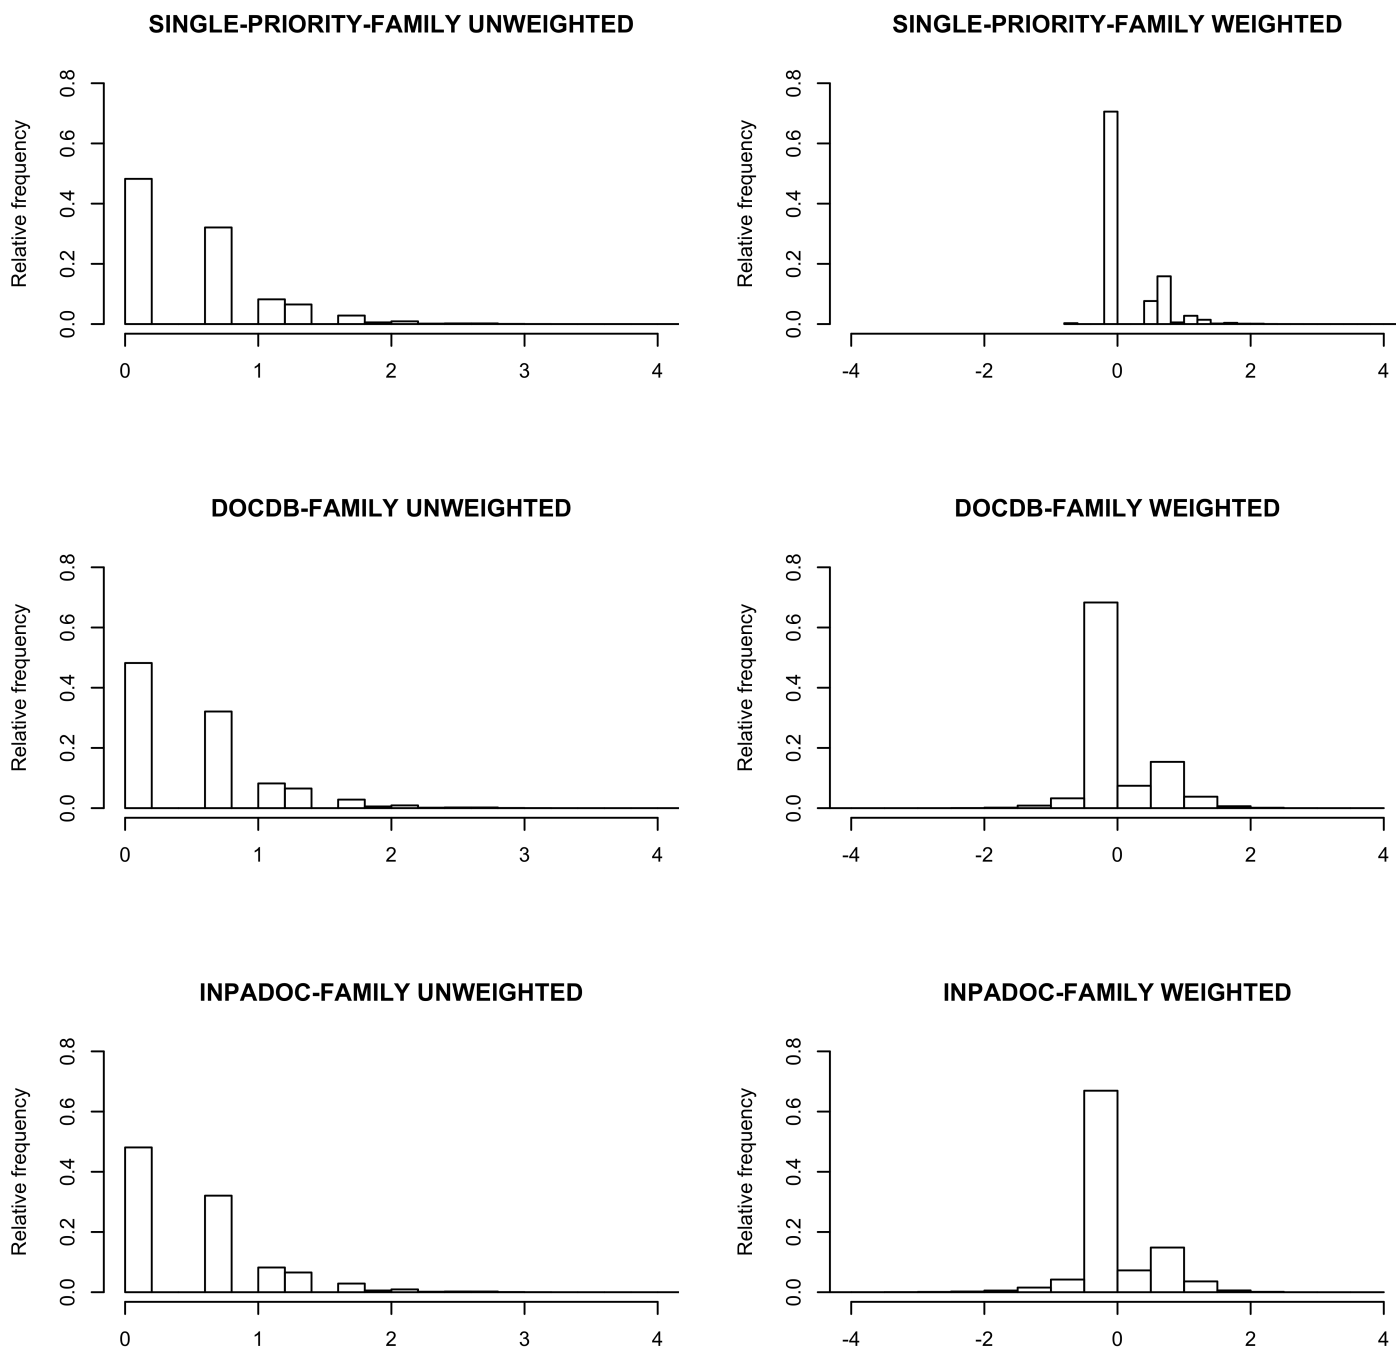 SINGLE-PRIORITY-FAMILY UNWEIGHTED
Relative frequency
0.0 0.2 0.4 0.6 0.8
0 1 2 3 4
SINGLE-PRIORITY-FAMILY WEIGHTED
Relative frequency
0.0 0.2 0.4 0.6 0.8
-4 -2 0 2 4
DOCDB-FAMILY UNWEIGHTED
Relative frequency
0.0 0.2 0.4 0.6 0.8
0 1 2 3 4
DOCDB-FAMILY WEIGHTED
Relative frequency
0.0 0.2 0.4 0.6 0.8
-4 -2 0 2 4
INPADOC-FAMILY UNWEIGHTED
Relative frequency
0.0 0.2 0.4 0.6 0.8
0 1 2 3 4
INPADOC-FAMILY WEIGHTED
Relative frequency
0.0 0.2 0.4 0.6 0.8
-4 -2 0 2 4